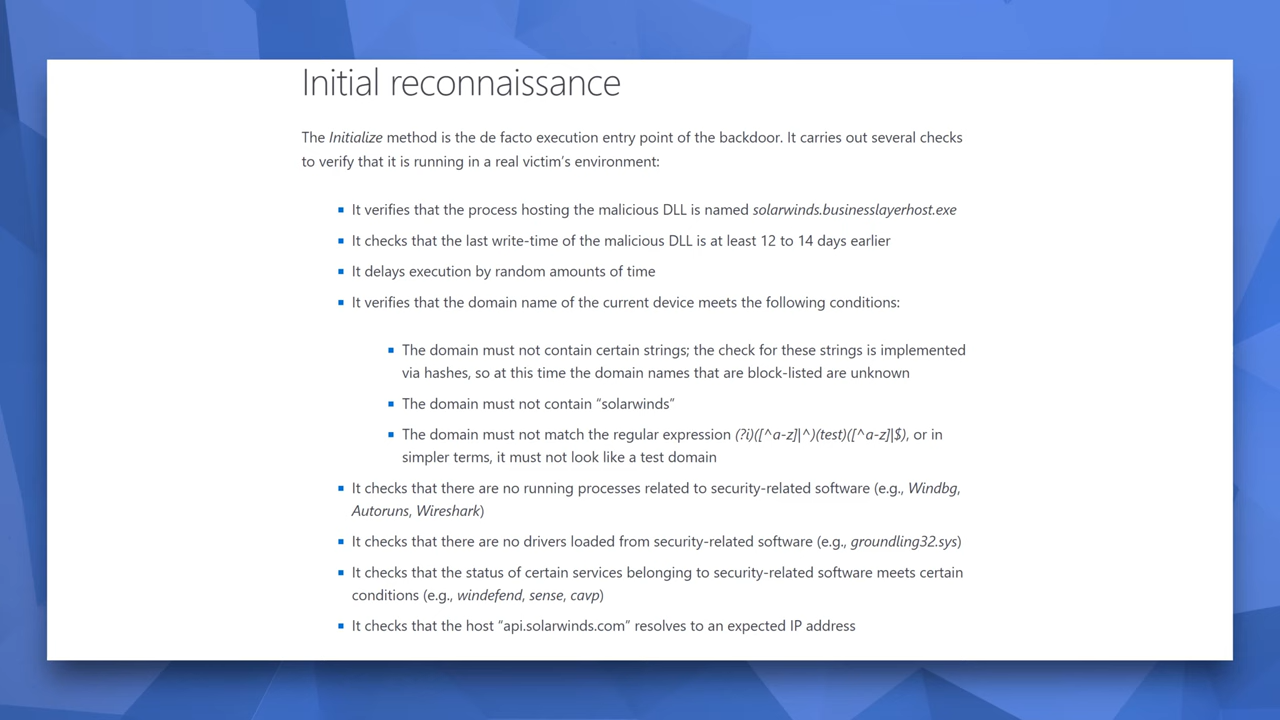 Initial reconnaissance
The Initialize method is the de facto execution entry point of the backdoor. It carries out several checks
to verify that it is running in a real victim's environment:
▪ It verifies that the process hosting the malicious DLL is named solarwinds.businesslayerhost.exe
▪ It checks that the last write-time of the malicious DLL is at least 12 to 14 days earlier
▪ It delays execution by random amounts of time
▪ It verifies that the domain name of the current device meets the following conditions:
▪ The domain must not contain certain strings; the check for these strings is implemented
via hashes, so at this time the domain names that are block-listed are unknown
▪ The domain must not contain “solarwinds”
▪ The domain must not match the regular expression (?i)([^a-z]|^)(test)([^a-z]|$), or in
simpler terms, it must not look like a test domain
▪ It checks that there are no running processes related to security-related software (e.g., Windbg,
Autoruns, Wireshark)
▪ It checks that there are no drivers loaded from security-related software (e.g., groundling32.sys)
▪ It checks that the status of certain services belonging to security-related software meets certain
conditions (e.g., windefend, sense, cavp)
▪ It checks that the host “api.solarwinds.com” resolves to an expected IP address